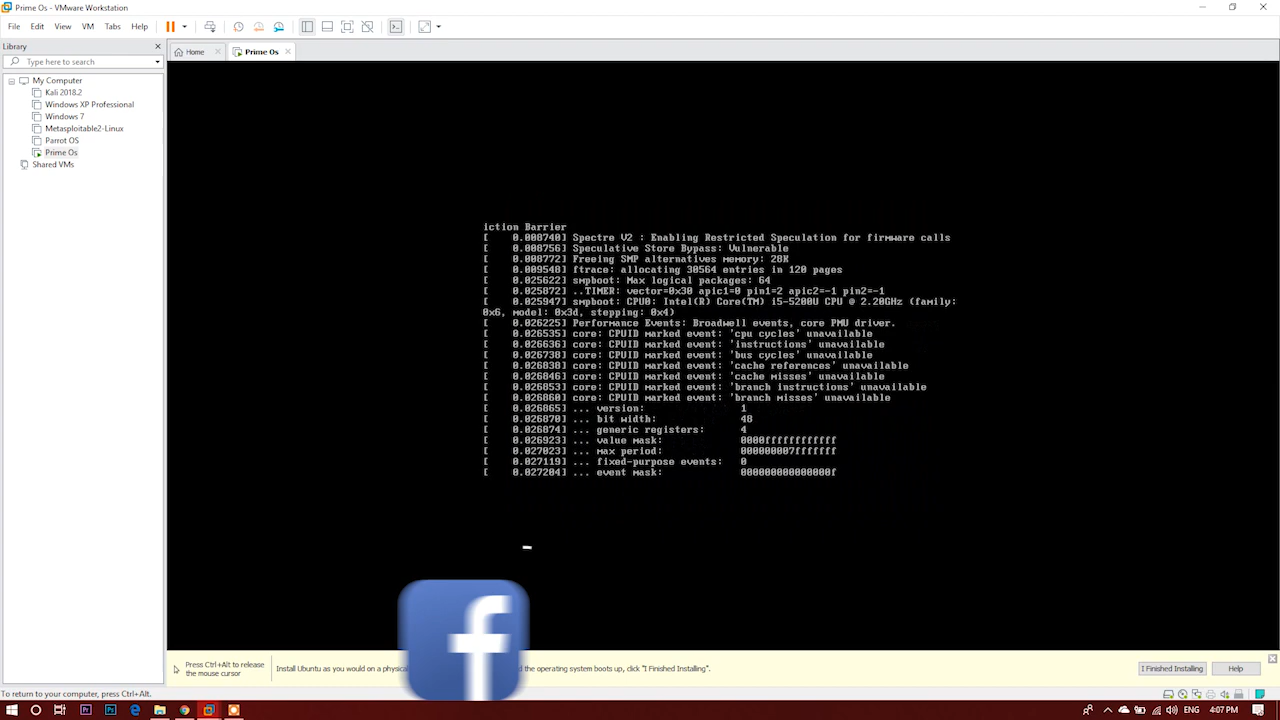 Prime Os - VMware Workstation
File Edit View VM Tabs Help
Library
Type here to search
My Computer
Kali 2018.2
Windows XP Professional
Windows 7
Metasploitable2-Linux
Parrot OS
Prime Os
Shared VMs
Home
Prime Os
iction Barrier
[ 0.008740] Spectre V2 : Enabling Restricted Speculation for firmware calls
[ 0.008756] Speculative Store Bypass: Vulnerable
[ 0.008772] Freeing SMP alternatives memory: 28K
[ 0.009548] ftrace: allocating 30564 entries in 120 pages
[ 0.025622] smpboot: Max logical packages: 64
[ 0.025872] ..TIMER: vector=0x30 apic1=0 pin1=2 apic2=-1 pin2=-1
[ 0.025947] smpboot: CPU0: Intel(R) Core(TM) i5-5200U CPU @ 2.20GHz (family:
0x6, model: 0x3d, stepping: 0x4)
[ 0.026225] Performance Events: Broadwell events, core PMU driver.
[ 0.026535] core: CPUID marked event: 'cpu cycles' unavailable
[ 0.026636] core: CPUID marked event: 'instructions' unavailable
[ 0.026738] core: CPUID marked event: 'bus cycles' unavailable
[ 0.026838] core: CPUID marked event: 'cache references' unavailable
[ 0.026846] core: CPUID marked event: 'cache misses' unavailable
[ 0.026853] core: CPUID marked event: 'branch instructions' unavailable
[ 0.026860] core: CPUID marked event: 'branch misses' unavailable
[ 0.026865] ... version: 1
[ 0.026870] ... bit width: 48
[ 0.026874] ... generic registers: 4
[ 0.026923] ... value mask: 0000ffffffffffff
[ 0.027023] ... max period: 000000007fffffff
[ 0.027119] ... fixed-purpose events: 0
[ 0.027204] ... event mask: 000000000000000f
f
Press Ctrl+Alt to release
the mouse cursor
Install Ubuntu as you would on a physical d the operating system boots up, click "I Finished Installing".
I Finished Installing
Help
To return to your computer, press Ctrl+Alt.
ENG 4:07 PM